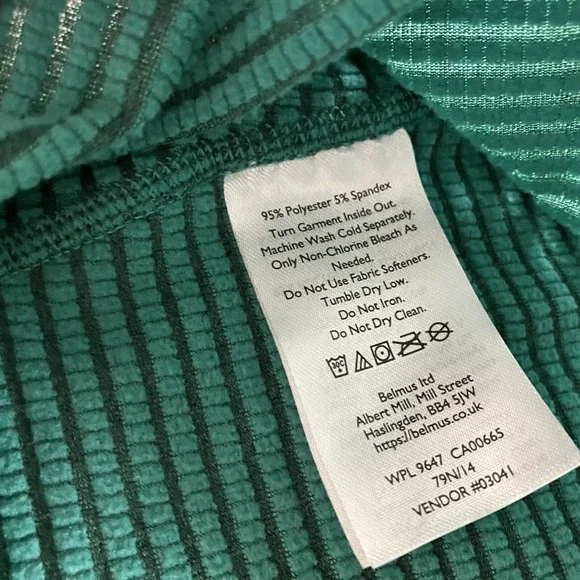 95% Polyester 5% Spandex
Turn Garment Inside Out.
Machine Wash Cold Separately.
Only Non-Chlorine Bleach As
Needed.
Do Not Use Fabric Softeners.
Tumble Dry Low.
Do Not Iron.
Do Not Dry Clean.
30C
Belmus ltd
Albert Mill, Mill Street
Haslingden, BB4 5JW
https://belmus.co.uk
WPL 9647 CA00665
79N/14
VENDOR #03041